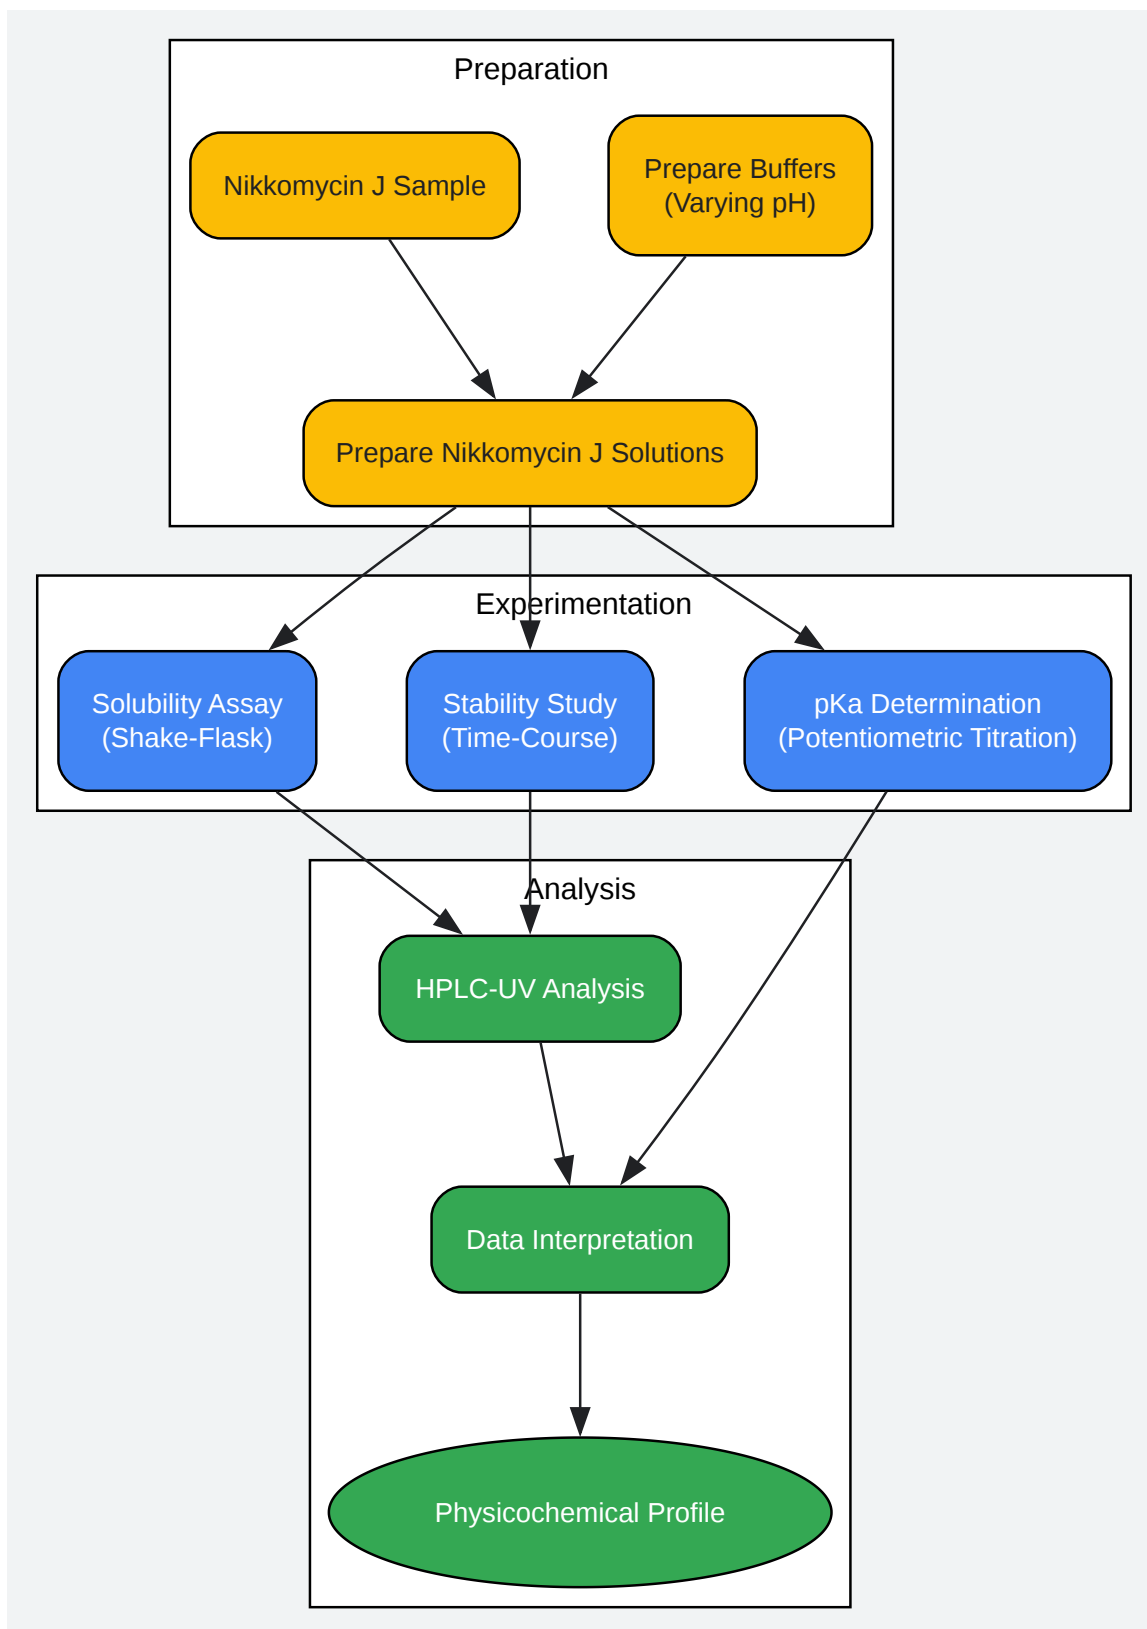 Preparation
Nikkomycin J Sample
Prepare Buffers
(Varying pH)
Prepare Nikkomycin J Solutions
Experimentation
Solubility Assay
(Shake-Flask)
Stability Study
(Time-Course)
pKa Determination
(Potentiometric Titration)
Analysis
HPLC-UV Analysis
Data Interpretation
Physicochemical Profile